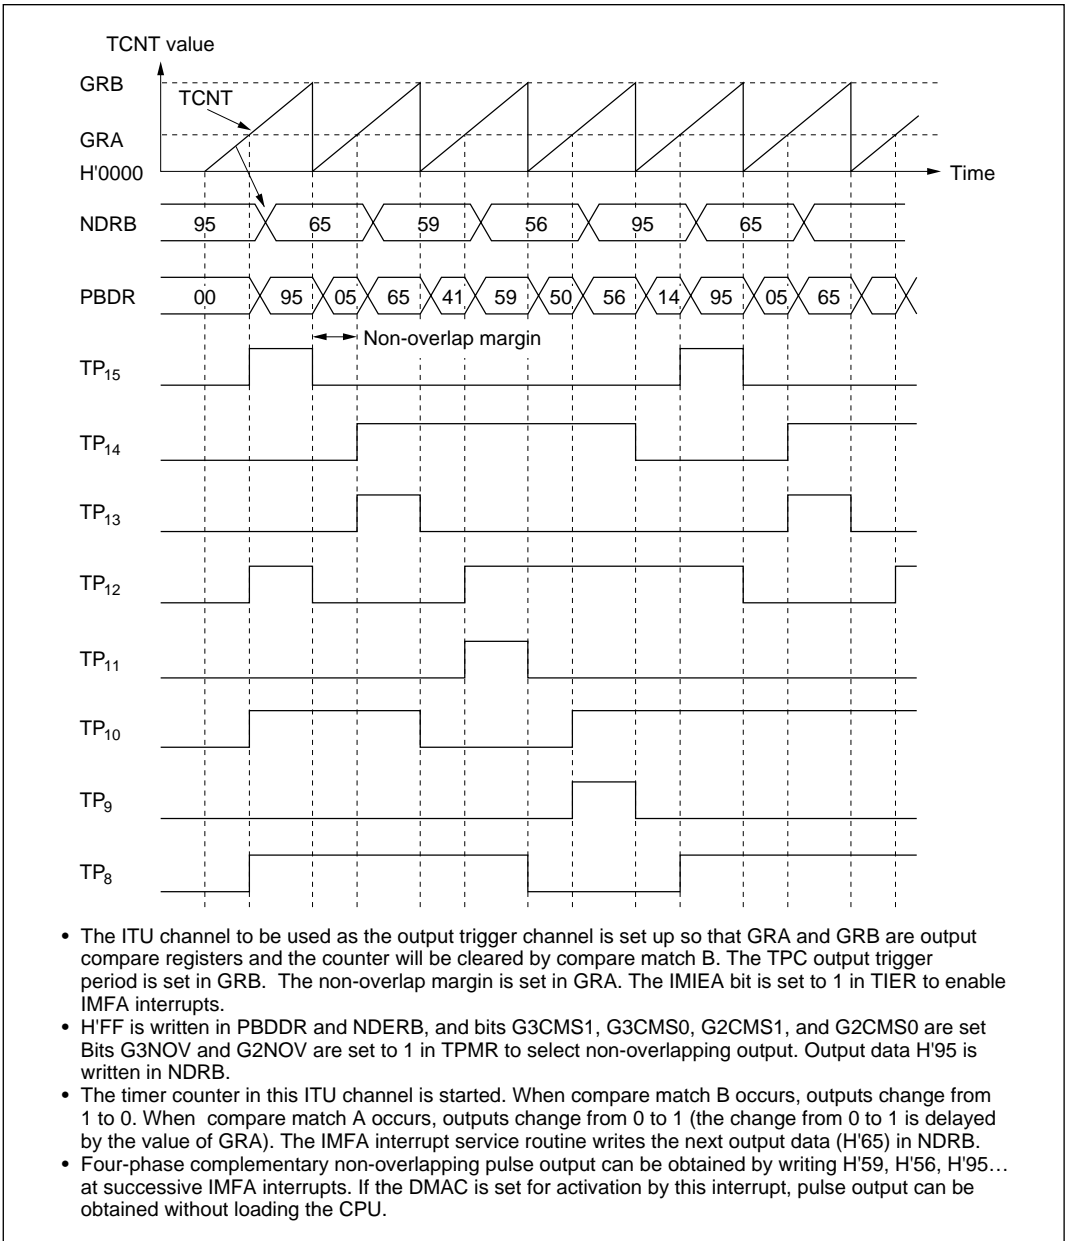 TCNT value
GRB
TCNT
GRA
H'0000
Time
NDRB 95 65 59 56 95 65
PBDR 00 95 05 65 41 59 50 56 14 95 05 65
Non-overlap margin
TP15
TP14
TP13
TP12
TP11
TP10
TP9
TP8
• The ITU channel to be used as the output trigger channel is set up so that GRA and GRB are output
compare registers and the counter will be cleared by compare match B. The TPC output trigger
period is set in GRB.  The non-overlap margin is set in GRA. The IMIEA bit is set to 1 in TIER to enable
IMFA interrupts.
• H'FF is written in PBDDR and NDERB, and bits G3CMS1, G3CMS0, G2CMS1, and G2CMS0 are set
Bits G3NOV and G2NOV are set to 1 in TPMR to select non-overlapping output. Output data H'95 is
written in NDRB.
• The timer counter in this ITU channel is started. When compare match B occurs, outputs change from
1 to 0. When  compare match A occurs, outputs change from 0 to 1 (the change from 0 to 1 is delayed
by the value of GRA). The IMFA interrupt service routine writes the next output data (H'65) in NDRB.
• Four-phase complementary non-overlapping pulse output can be obtained by writing H'59, H'56, H'95…
at successive IMFA interrupts. If the DMAC is set for activation by this interrupt, pulse output can be
obtained without loading the CPU.